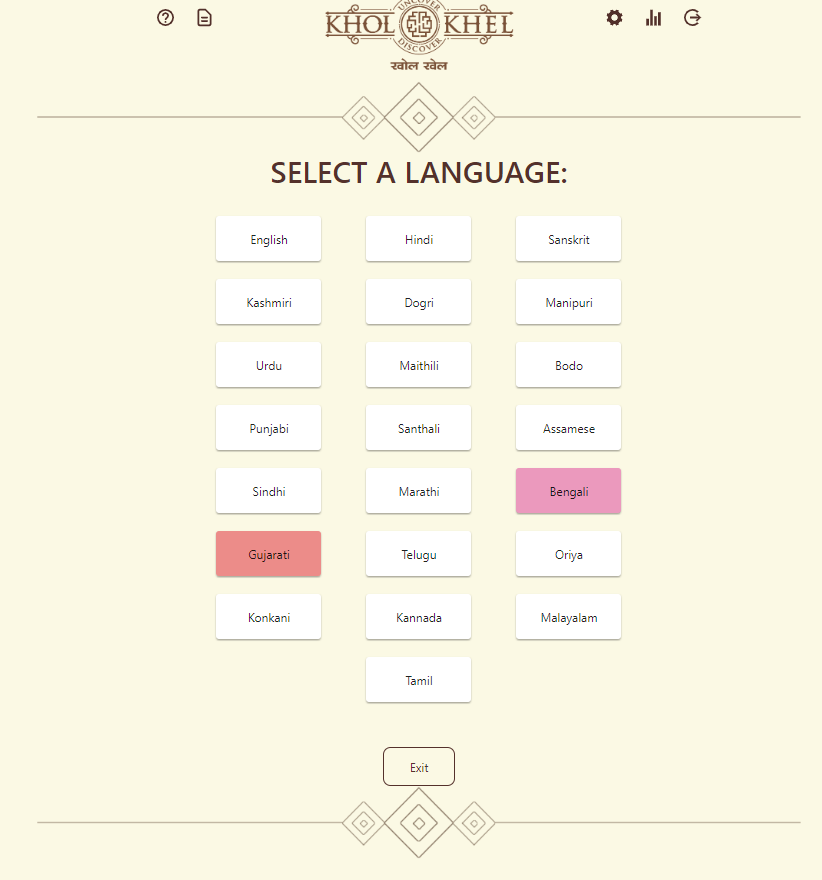 UNCOVER
KHOL KHEL
DISCOVER
खोल खेल
SELECT A LANGUAGE:
English Hindi Sanskrit
Kashmiri Dogri Manipuri
Urdu Maithili Bodo
Punjabi Santhali Assamese
Sindhi Marathi Bengali
Gujarati Telugu Oriya
Konkani Kannada Malayalam
Tamil
Exit